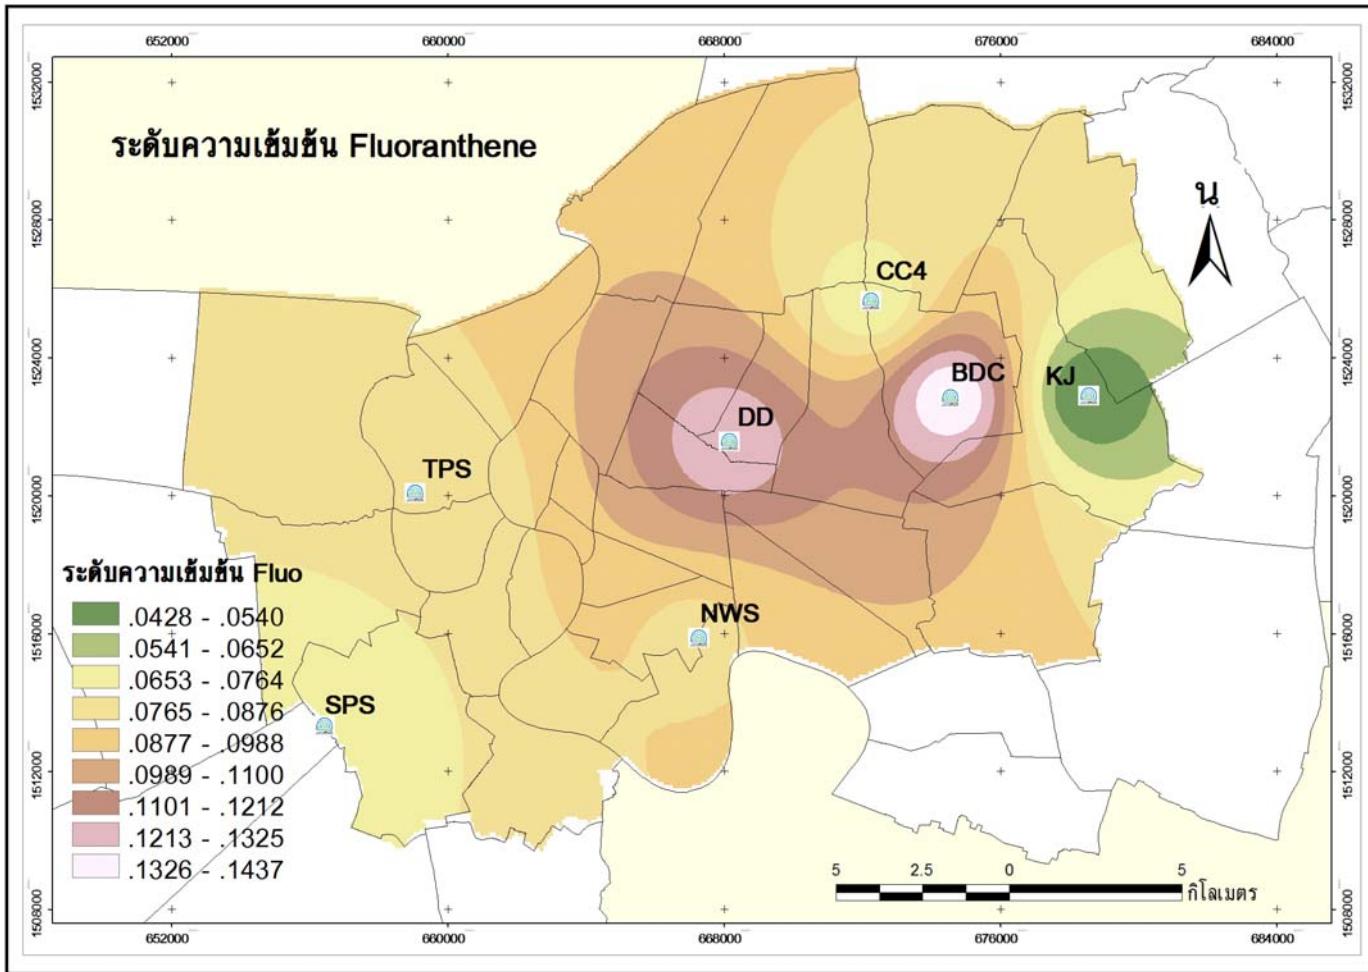 652000 660000 668000 676000 684000
1532000 1532000
ระดับความเข้มข้น Fluoranthene
น
1528000 1528000
CC4
1524000 1524000
BDC
KJ
DD
TPS
1520000 1520000
ระดับความเข้มข้น Fluo
.0428 - .0540
NWS
1516000 1516000
.0541 - .0652
.0653 - .0764
SPS
.0765 - .0876
.0877 - .0988
1512000 1512000
.0989 - .1100
.1101 - .1212
.1213 - .1325
.1326 - .1437
5 2.5 0 5
กิโลเมตร
1508000 1508000
652000 660000 668000 676000 684000